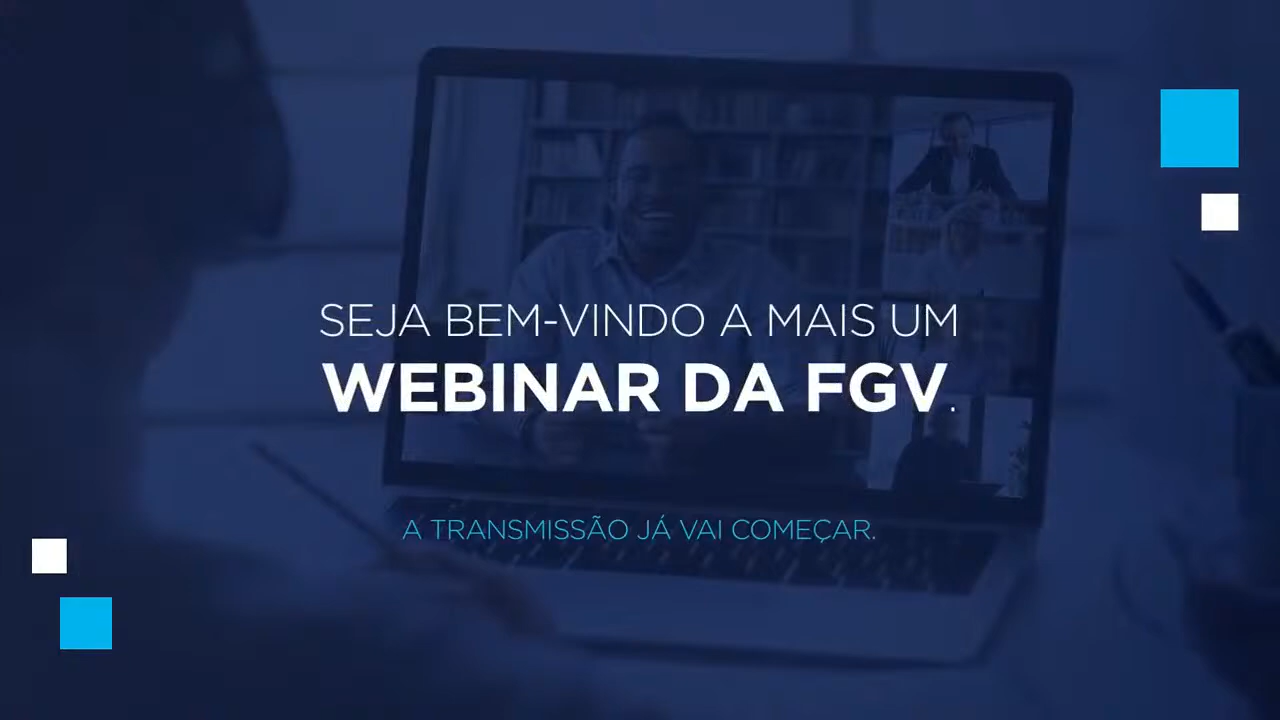 SEJA BEM-VINDO A MAIS UM
WEBINAR DA FGV.
A TRANSMISSÃO JÁ VAI COMEÇAR.